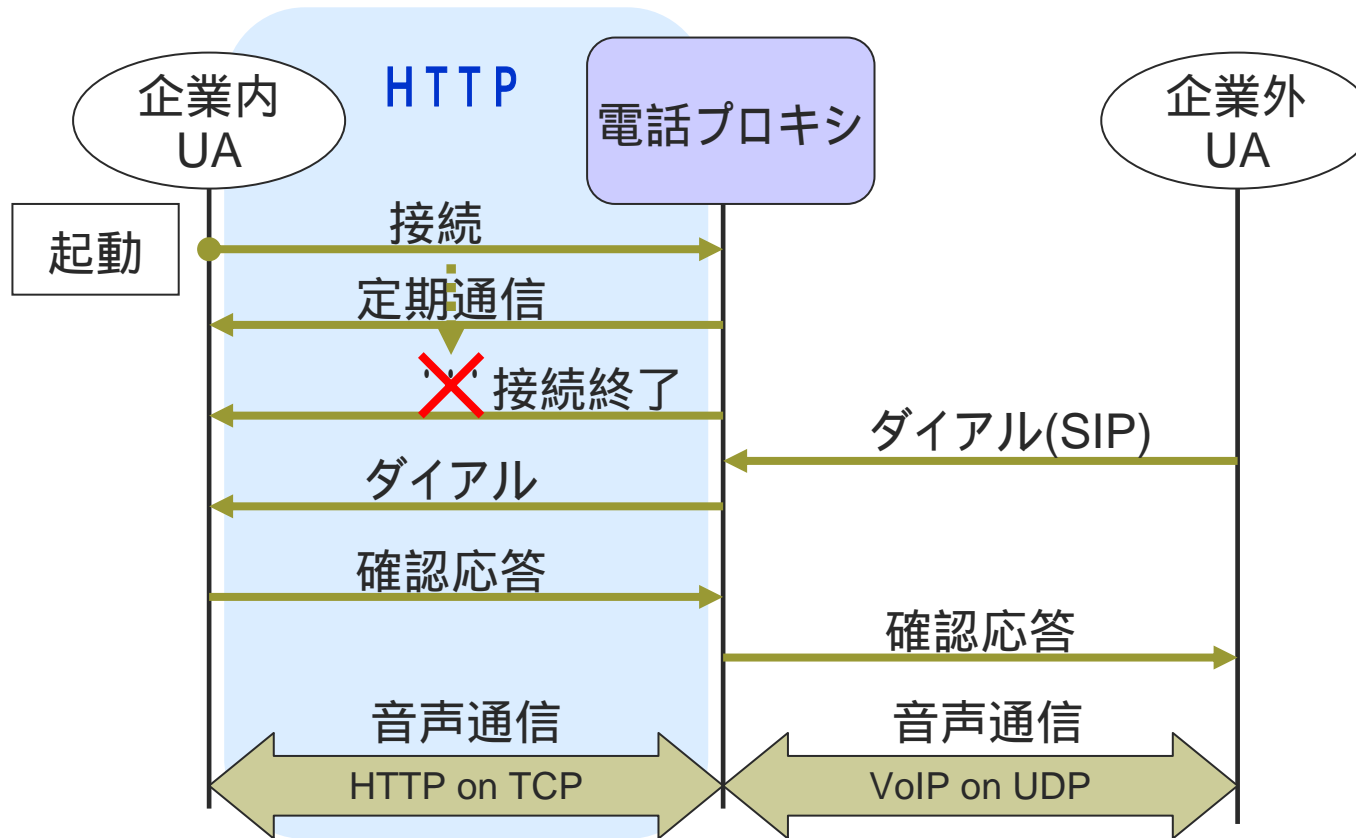 企業内
UA
HTTP
電話プロキシ
企業外
UA
起動
接続
定期通信
接続終了
ダイアル(SIP)
ダイアル
確認応答
確認応答
音声通信
HTTP on TCP
音声通信
VoIP on UDP